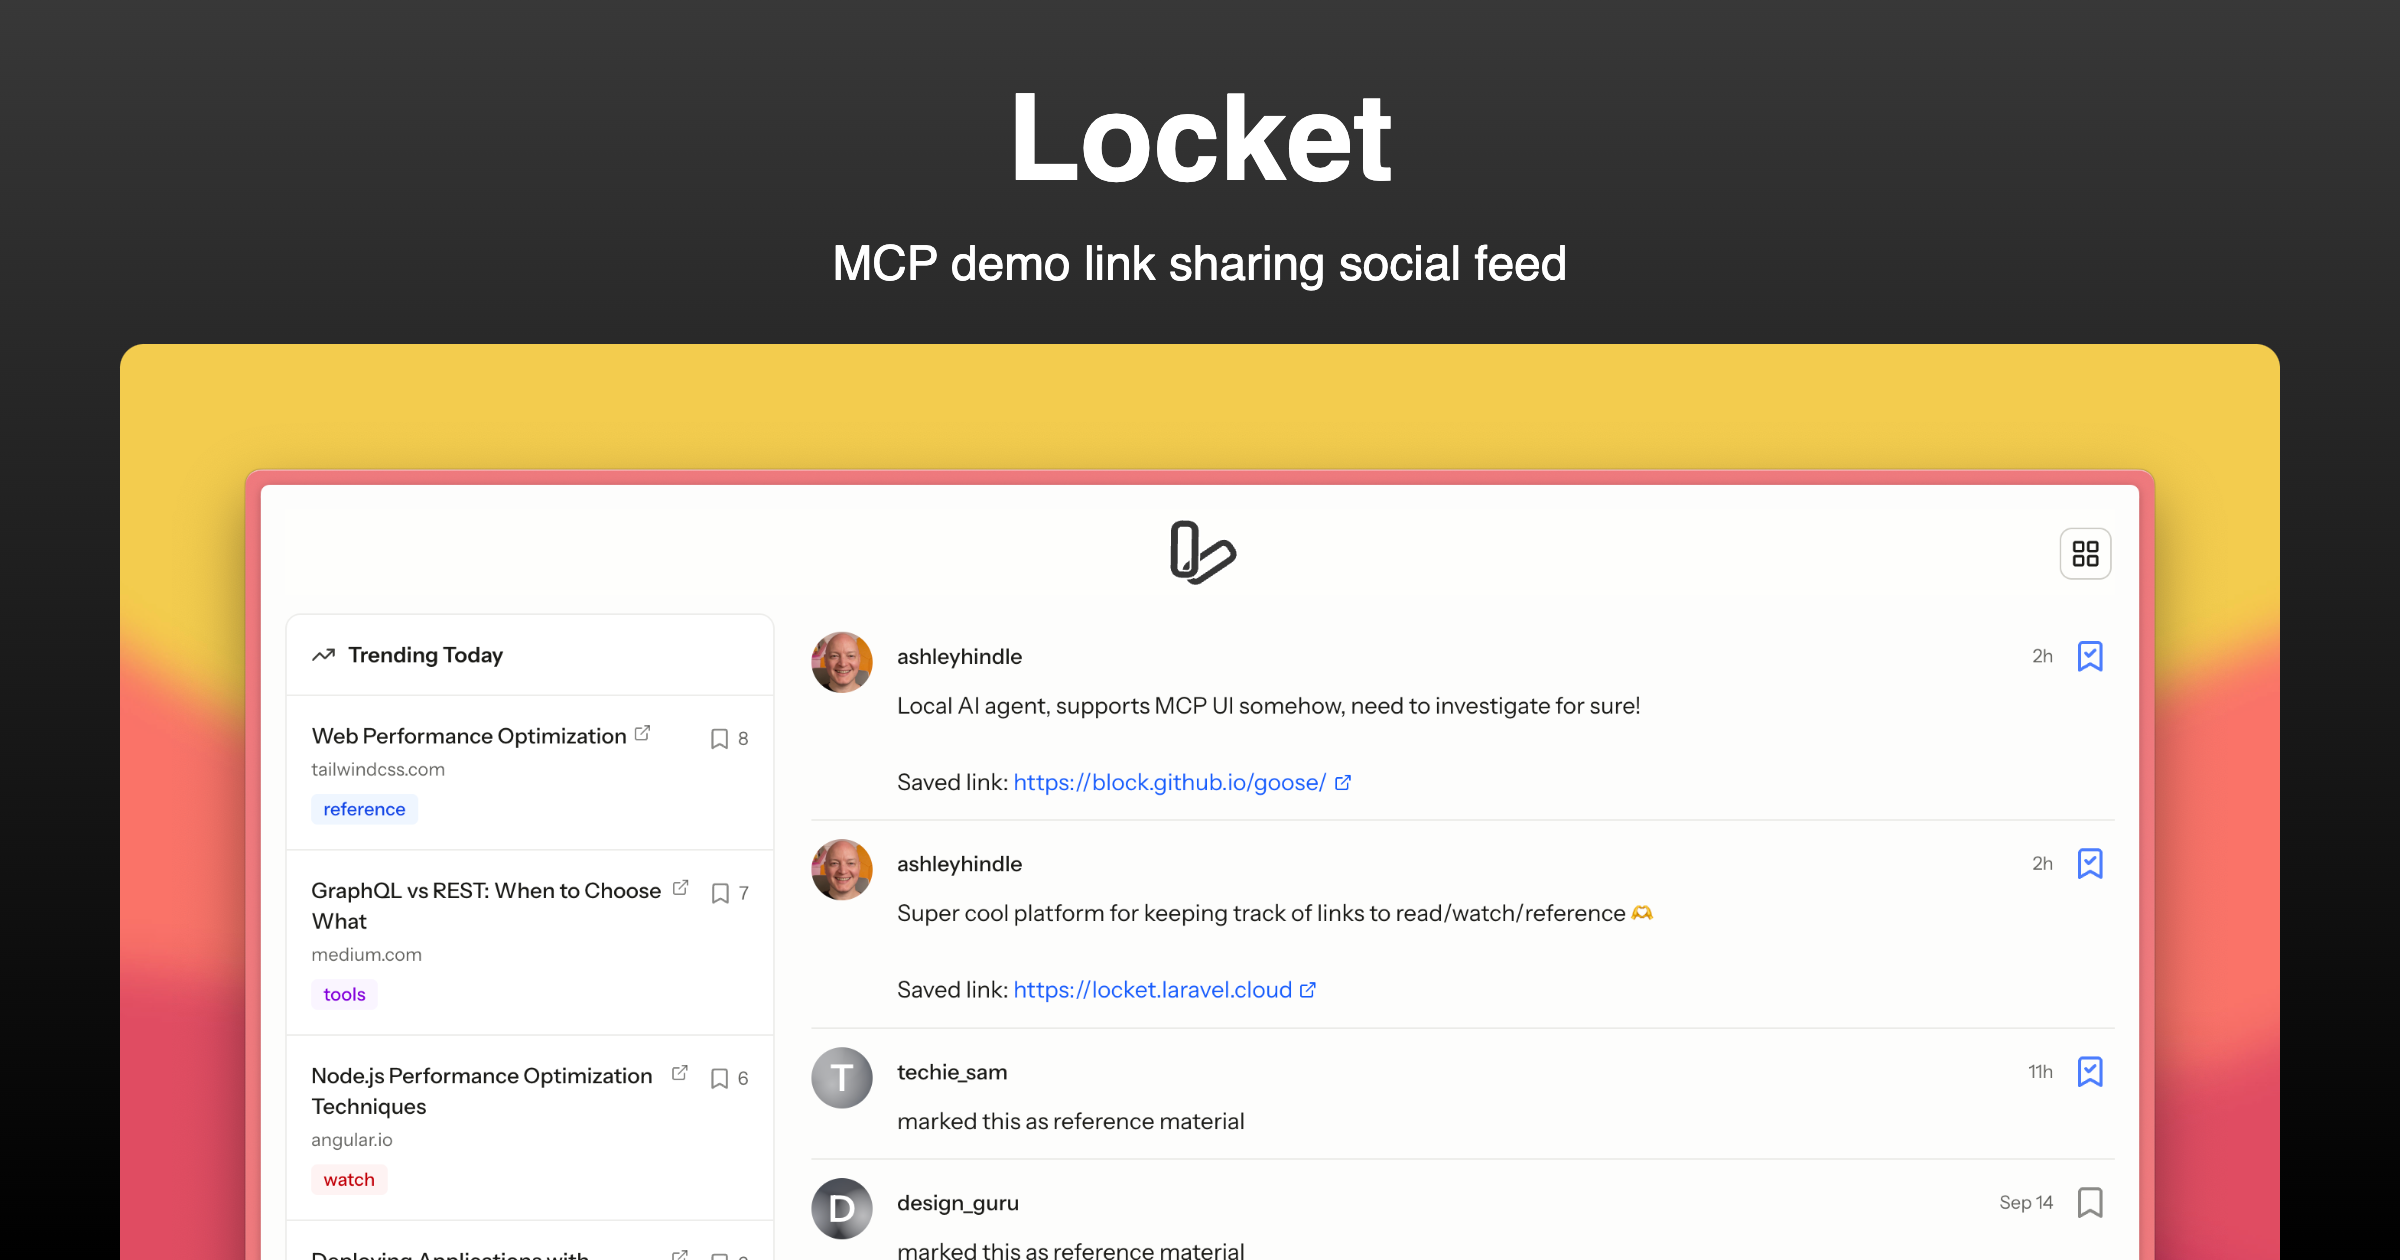 Locket
MCP demo link sharing social feed
Trending Today
Web Performance Optimization
8
tailwindcss.com
reference
GraphQL vs REST: When to Choose
What
7
medium.com
tools
Node.js Performance Optimization
Techniques
6
angular.io
watch
Deploying Applications with
ashleyhindle
2h
Local AI agent, supports MCP UI somehow, need to investigate for sure!
Saved link: https://block.github.io/goose/
ashleyhindle
2h
Super cool platform for keeping track of links to read/watch/reference 🫶
Saved link: https://locket.laravel.cloud
T
techie_sam
11h
marked this as reference material
D
design_guru
Sep 14
marked this as reference material